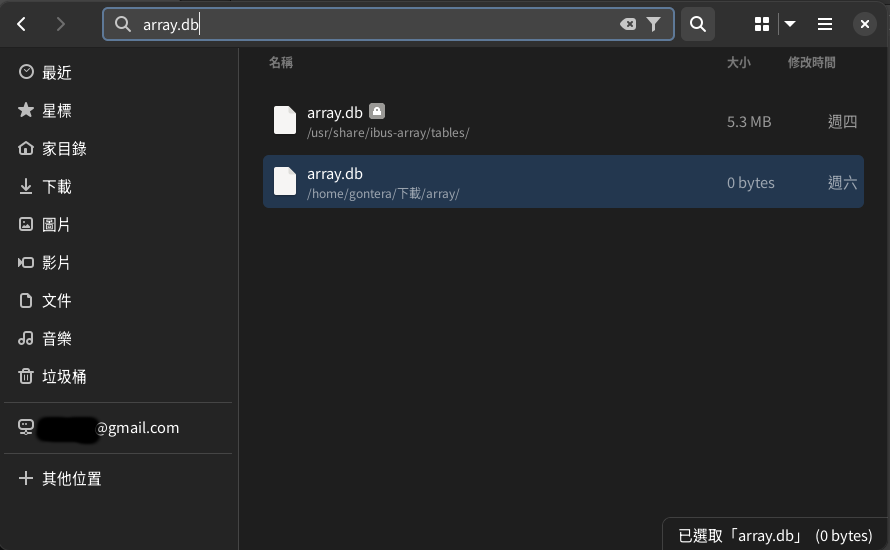 array.db
名稱 大小 修改時間
最近
星標
家目錄
下載
圖片
影片
文件
音樂
垃圾桶
@gmail.com
其他位置
array.db
/usr/share/ibus-array/tables/
5.3 MB 週四
array.db
/home/gontera/下載/array/
0 bytes 週六
已選取「array.db」 (0 bytes)